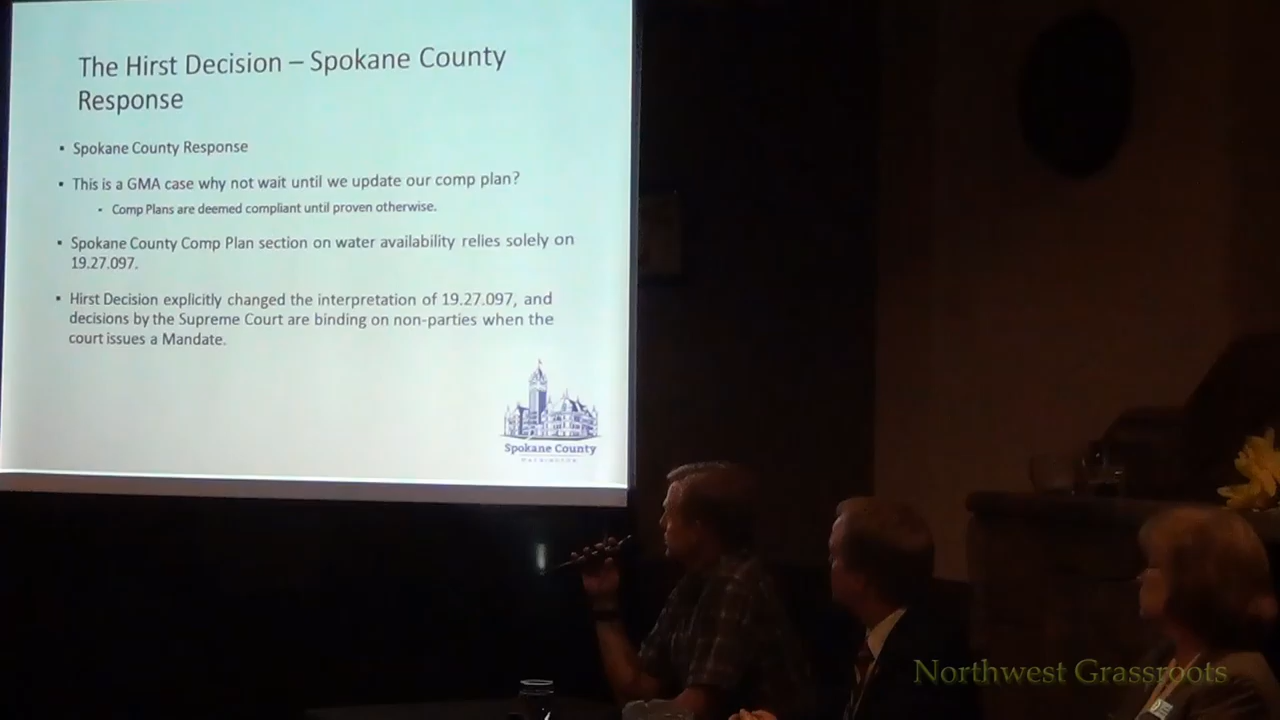 The Hirst Decision – Spokane County
Response
▪ Spokane County Response
▪ This is a GMA case why not wait until we update our comp plan?
▪ Comp Plans are deemed compliant until proven otherwise.
▪ Spokane County Comp Plan section on water availability relies solely on
19.27.097.
▪ Hirst Decision explicitly changed the interpretation of 19.27.097, and
decisions by the Supreme Court are binding on non-parties when the
court issues a Mandate.
Spokane County
WASHINGTON
Northwest Grassroots